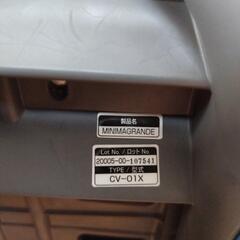 製品名
MINIMAGRANDE
Lot No. / ロット No
20005-00-107541
TYPE / 型式
CV-01X